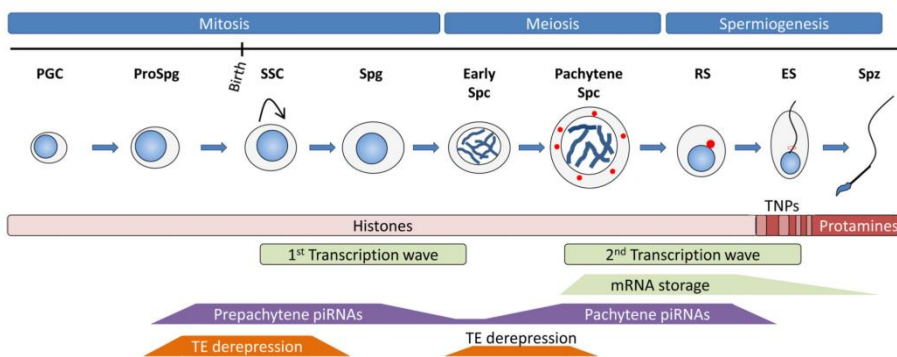 Mitosis Meiosis Spermiogenesis
Birth
PGC ProSpg SSC Spg Early Spc Pachytene Spc RS ES Spz
TNPs
Histones Protamines
1st Transcription wave 2nd Transcription wave
mRNA storage
Prepachytene piRNAs Pachytene piRNAs
TE derepression TE derepression